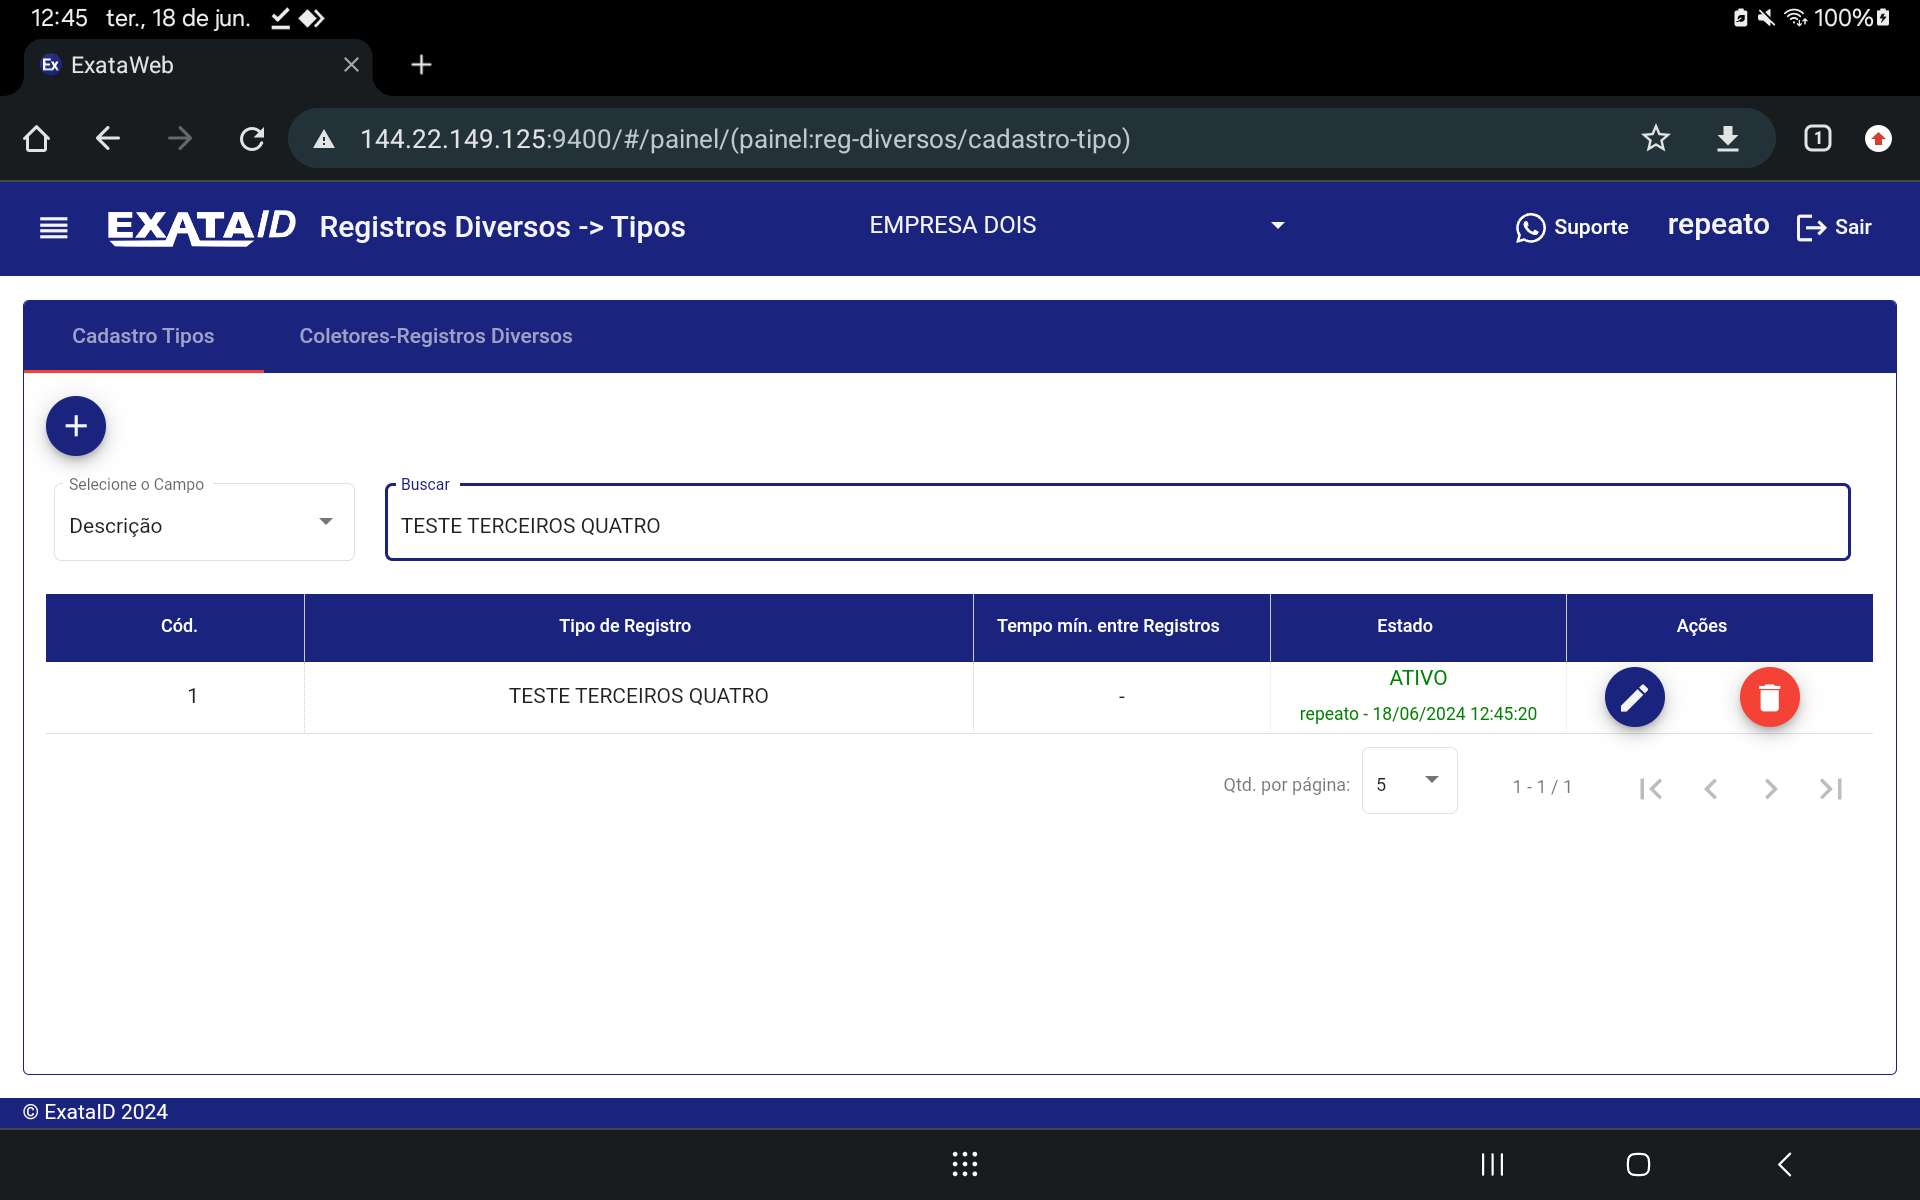 12:45 ter., 18 de jun. 100%
Ex ExataWeb
144.22.149.125:9400/#/painel/(painel:reg-diversos/cadastro-tipo) 1
EXATAID Registros Diversos -> Tipos EMPRESA DOIS Suporte repeato Sair
Cadastro Tipos Coletores-Registros Diversos
Selecione o Campo Buscar
Descrição TESTE TERCEIROS QUATRO
Cód. Tipo de Registro Tempo mín. entre Registros Estado Ações
1 TESTE TERCEIROS QUATRO - ATIVO
repeato - 18/06/2024 12:45:20
Qtd. por página: 5 1 - 1 / 1
© ExataID 2024